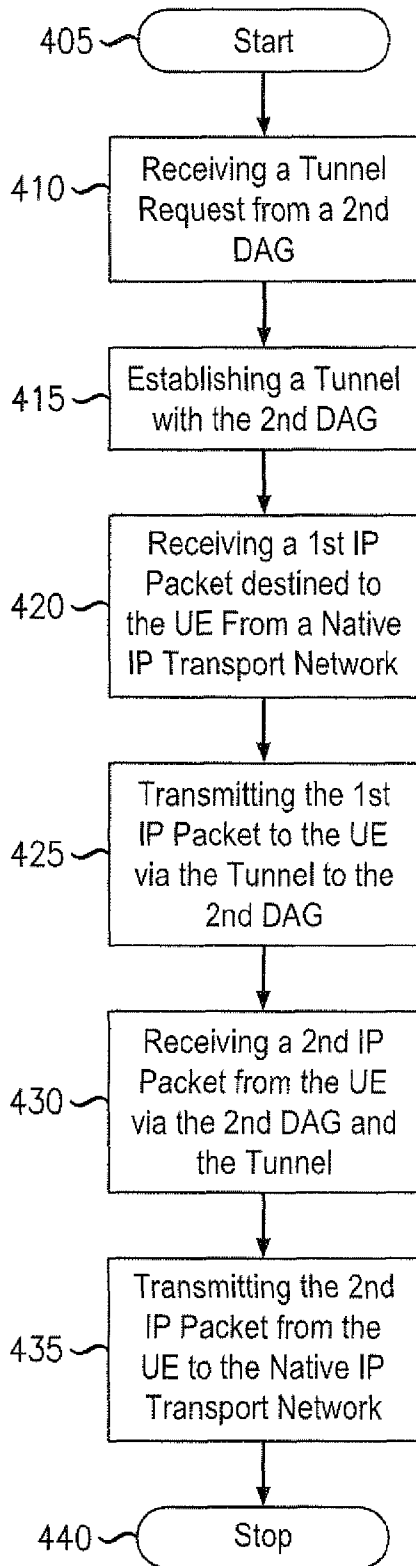 405
Start
410
Receiving a Tunnel
Request from a 2nd
DAG
415
Establishing a Tunnel
with the 2nd DAG
420
Receiving a 1st IP
Packet destined to
the UE From a Native
IP Transport Network
425
Transmitting the 1st
IP Packet to the UE
via the Tunnel to the
2nd DAG
430
Receiving a 2nd IP
Packet from the UE
via the 2nd DAG and
the Tunnel
435
Transmitting the 2nd
IP Packet from the
UE to the Native IP
Transport Network
440
Stop